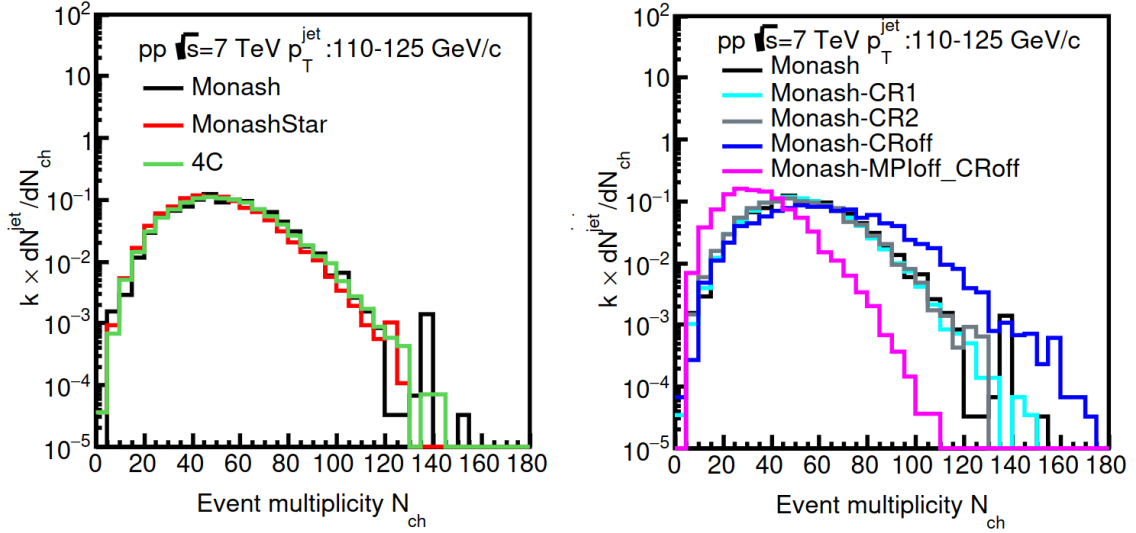 pp √s=7 TeV p_T^jet :110-125 GeV/c
Monash
MonashStar
4C
10^2
10
1
10^-1
10^-2
10^-3
10^-4
10^-5
k × dN^jet /dN_ch
0 20 40 60 80 100 120 140 160 180
Event multiplicity N_ch
pp √s=7 TeV p_T^jet :110-125 GeV/c
Monash
Monash-CR1
Monash-CR2
Monash-CRoff
Monash-MPIoff_CRoff
10^2
10
1
10^-1
10^-2
10^-3
10^-4
10^-5
k × dN^jet /dN_ch
0 20 40 60 80 100 120 140 160 180
Event multiplicity N_ch